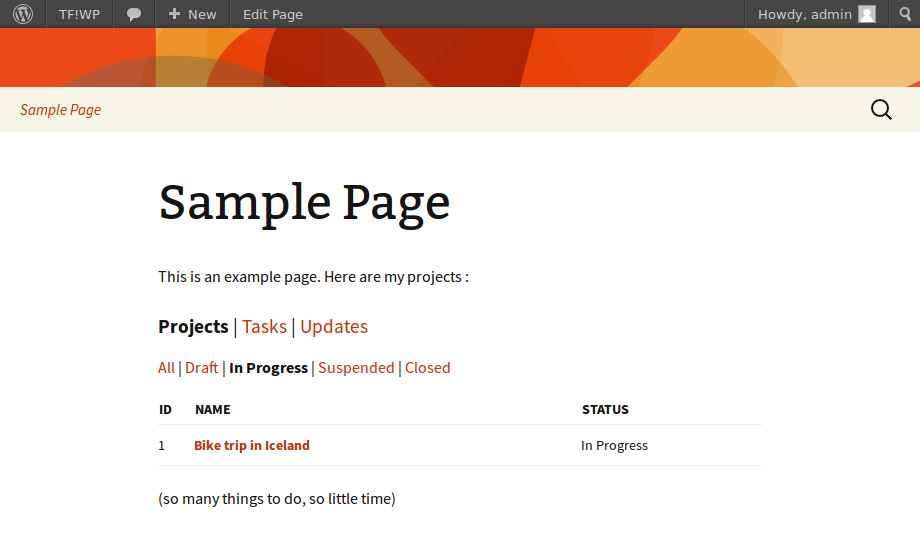 TF!WP New Edit Page Howdy, admin
Sample Page
Sample Page
This is an example page. Here are my projects :
Projects | Tasks | Updates
All | Draft | In Progress | Suspended | Closed
ID NAME STATUS
1 Bike trip in Iceland In Progress
(so many things to do, so little time)